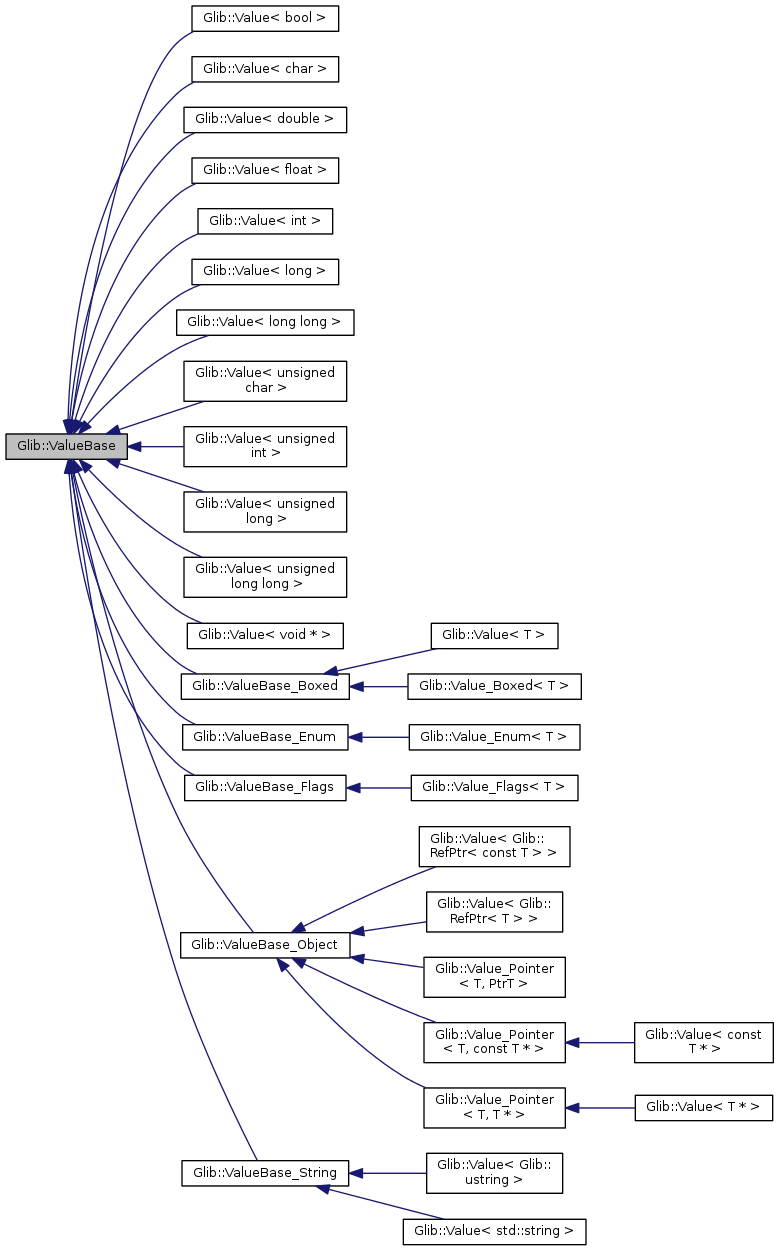 Glib::Value< bool >
Glib::Value< char >
Glib::Value< double >
Glib::Value< float >
Glib::Value< int >
Glib::Value< long >
Glib::Value< long long >
Glib::Value< unsigned
char >
Glib::ValueBase
Glib::Value< unsigned
int >
Glib::Value< unsigned
long >
Glib::Value< unsigned
long long >
Glib::Value< void * >
Glib::Value< T >
Glib::ValueBase_Boxed
Glib::Value_Boxed< T >
Glib::ValueBase_Enum
Glib::Value_Enum< T >
Glib::ValueBase_Flags
Glib::Value_Flags< T >
Glib::Value< Glib::
RefPtr< const T > >
Glib::Value< Glib::
RefPtr< T > >
Glib::ValueBase_Object
Glib::Value_Pointer
< T, PtrT >
Glib::Value_Pointer
< T, const T * >
Glib::Value< const
T * >
Glib::Value_Pointer
< T, T * >
Glib::Value< T * >
Glib::ValueBase_String
Glib::Value< Glib::
ustring >
Glib::Value< std::string >